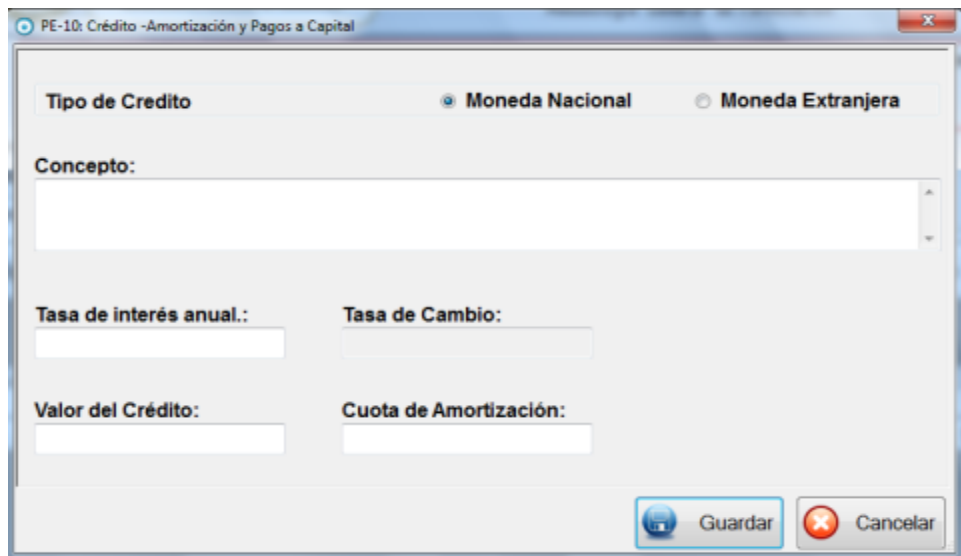 PE-10: Crédito -Amortización y Pagos a Capital
Tipo de Credito Moneda Nacional Moneda Extranjera
Concepto:
Tasa de interés anual.: Tasa de Cambio:
Valor del Crédito: Cuota de Amortización:
Guardar Cancelar